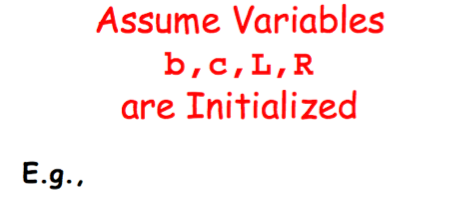 Assume Variables
b,c,L,R
are Initialized
E.g.,